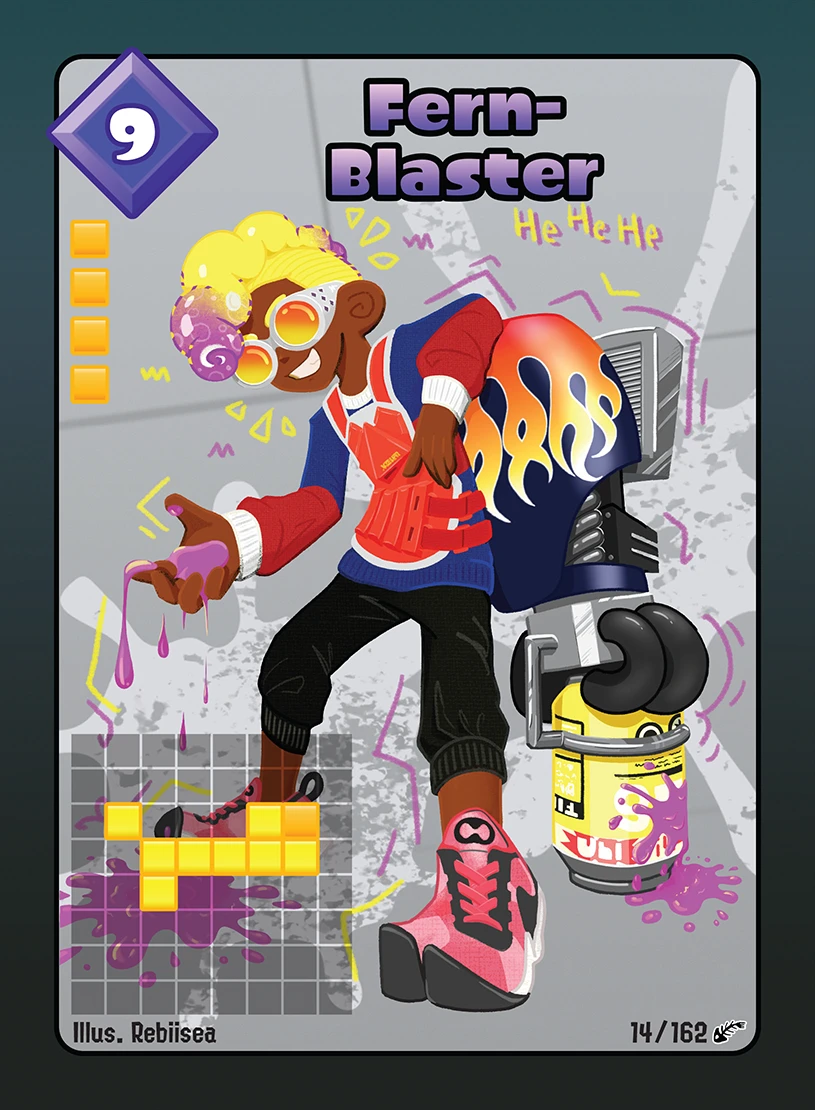 9
Fern-
Blaster
He He He
Illus. Rebiisea
14/162